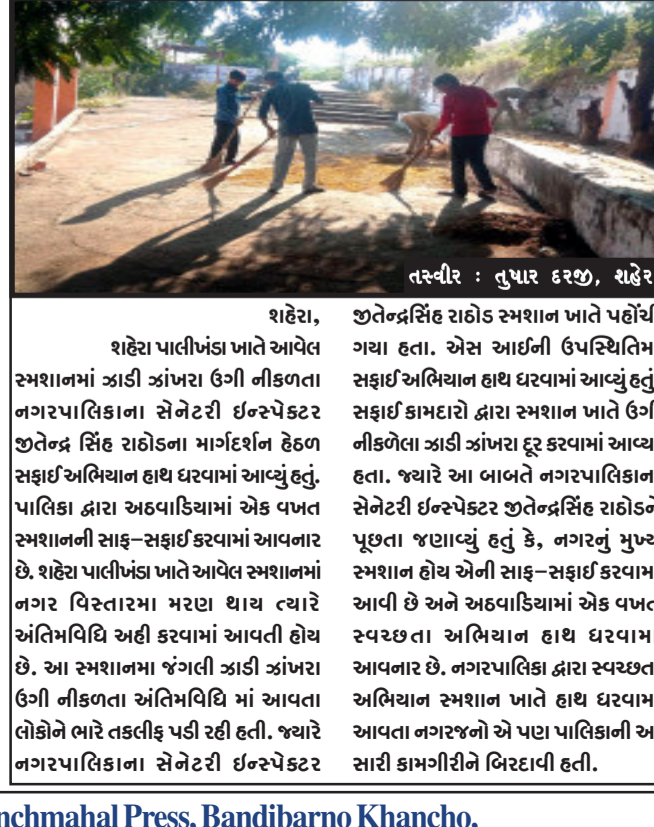 તસ્વીર : તુષાર દરજી, શહેર
શહેરા,
શહેરા પાલીખંડા ખાતે આવેલ
સ્મશાનમાં ઝાડી ઝાંખરા ઉગી નીકળતા
નગરપાલિકાના સેનેટરી ઇન્સ્પેક્ટર
જીતેન્દ્ર સિંહ રાઠોડના માર્ગદર્શન હેઠળ
સફાઈ અભિયાન હાથ ધરવામાં આવ્યું હતું.
પાલિકા દ્વારા અઠવાડિયામાં એક વખત
સ્મશાનની સાફ–સફાઈ કરવામાં આવનાર
છે. શહેરા પાલીખંડા ખાતે આવેલ સ્મશાનમાં
નગર વિસ્તારમા મરણ થાય ત્યારે
અંતિમવિધિ અહી કરવામાં આવતી હોય
છે. આ સ્મશાનમા જંગલી ઝાડી ઝાંખરા
ઉગી નીકળતા અંતિમવિધિ માં આવતા
લોકોને ભારે તકલીફ પડી રહી હતી. જ્યારે
નગરપાલિકાના સેનેટરી ઇન્સ્પેક્ટર
જીતેન્દ્રસિંહ રાઠોડ સ્મશાન ખાતે પહોંચી
ગયા હતા. એસ આઈની ઉપસ્થિતિમ
સફાઈ અભિયાન હાથ ધરવામાં આવ્યું હતું
સફાઈ કામદારો દ્વારા સ્મશાન ખાતે ઉગી
નીકળેલા ઝાડી ઝાંખરા દૂર કરવામાં આવ્ય
હતા. જ્યારે આ બાબતે નગરપાલિકાન
સેનેટરી ઇન્સ્પેક્ટર જીતેન્દ્રસિંહ રાઠોડને
પૂછતા જણાવ્યું હતું કે, નગરનું મુખ્ય
સ્મશાન હોય એની સાફ–સફાઈ કરવામ
આવી છે અને અઠવાડિયામાં એક વખત
સ્વચ્છતા અભિયાન હાથ ધરવામ
આવનાર છે. નગરપાલિકા દ્વારા સ્વચ્છત
અભિયાન સ્મશાન ખાતે હાથ ધરવામ
આવતા નગરજનો એ પણ પાલિકાની અ
સારી કામગીરીને બિરદાવી હતી.
nchmahal Press, Bandibarno Khancho,